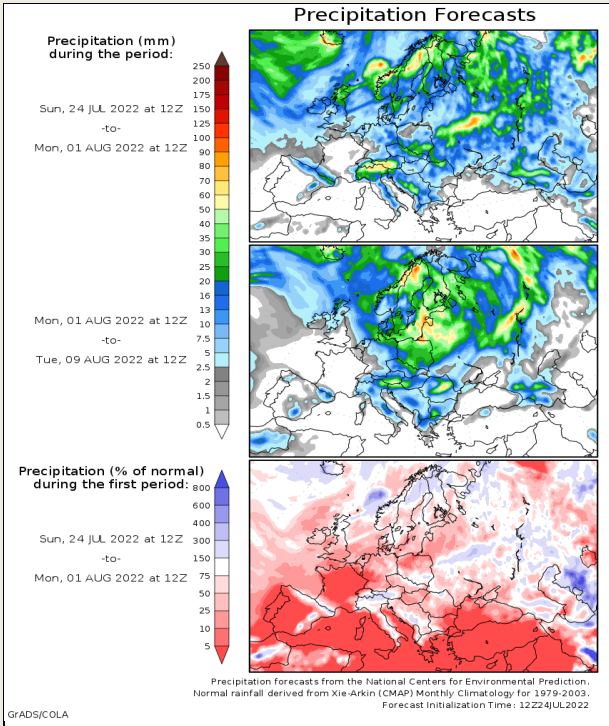 Precipitation Forecasts
Precipitation (mm)
during the period:
Sun, 24 JUL 2022 at 12Z
-to-
Mon, 01 AUG 2022 at 12Z
250
200
175
150
125
100
90
80
70
60
50
40
35
30
25
20
16
13
10
7.5
5
2.5
2
1.5
1
0.5
Mon, 01 AUG 2022 at 12Z
-to-
Tue, 09 AUG 2022 at 12Z
Precipitation (% of normal)
during the first period:
Sun, 24 JUL 2022 at 12Z
-to-
Mon, 01 AUG 2022 at 12Z
800
600
400
300
150
75
50
25
10
5
Precipitation forecasts from the National Centers for Environmental Prediction.
Normal rainfall derived from Xie-Arkin (CMAP) Monthly Climatology for 1979-2003.
Forecast Initialization Time: 12Z24JUL2022
GrADS/COLA